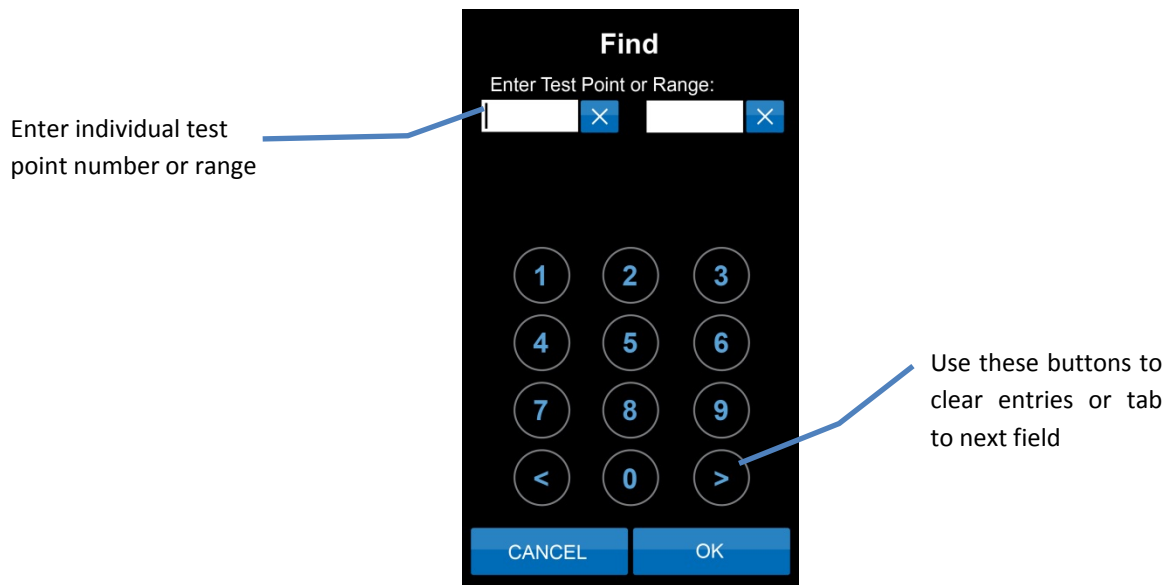 Find
Enter Test Point or Range:
Enter individual test
point number or range
1 2 3
4 5 6
7 8 9
< 0 >
Use these buttons to
clear entries or tab
to next field
CANCEL OK